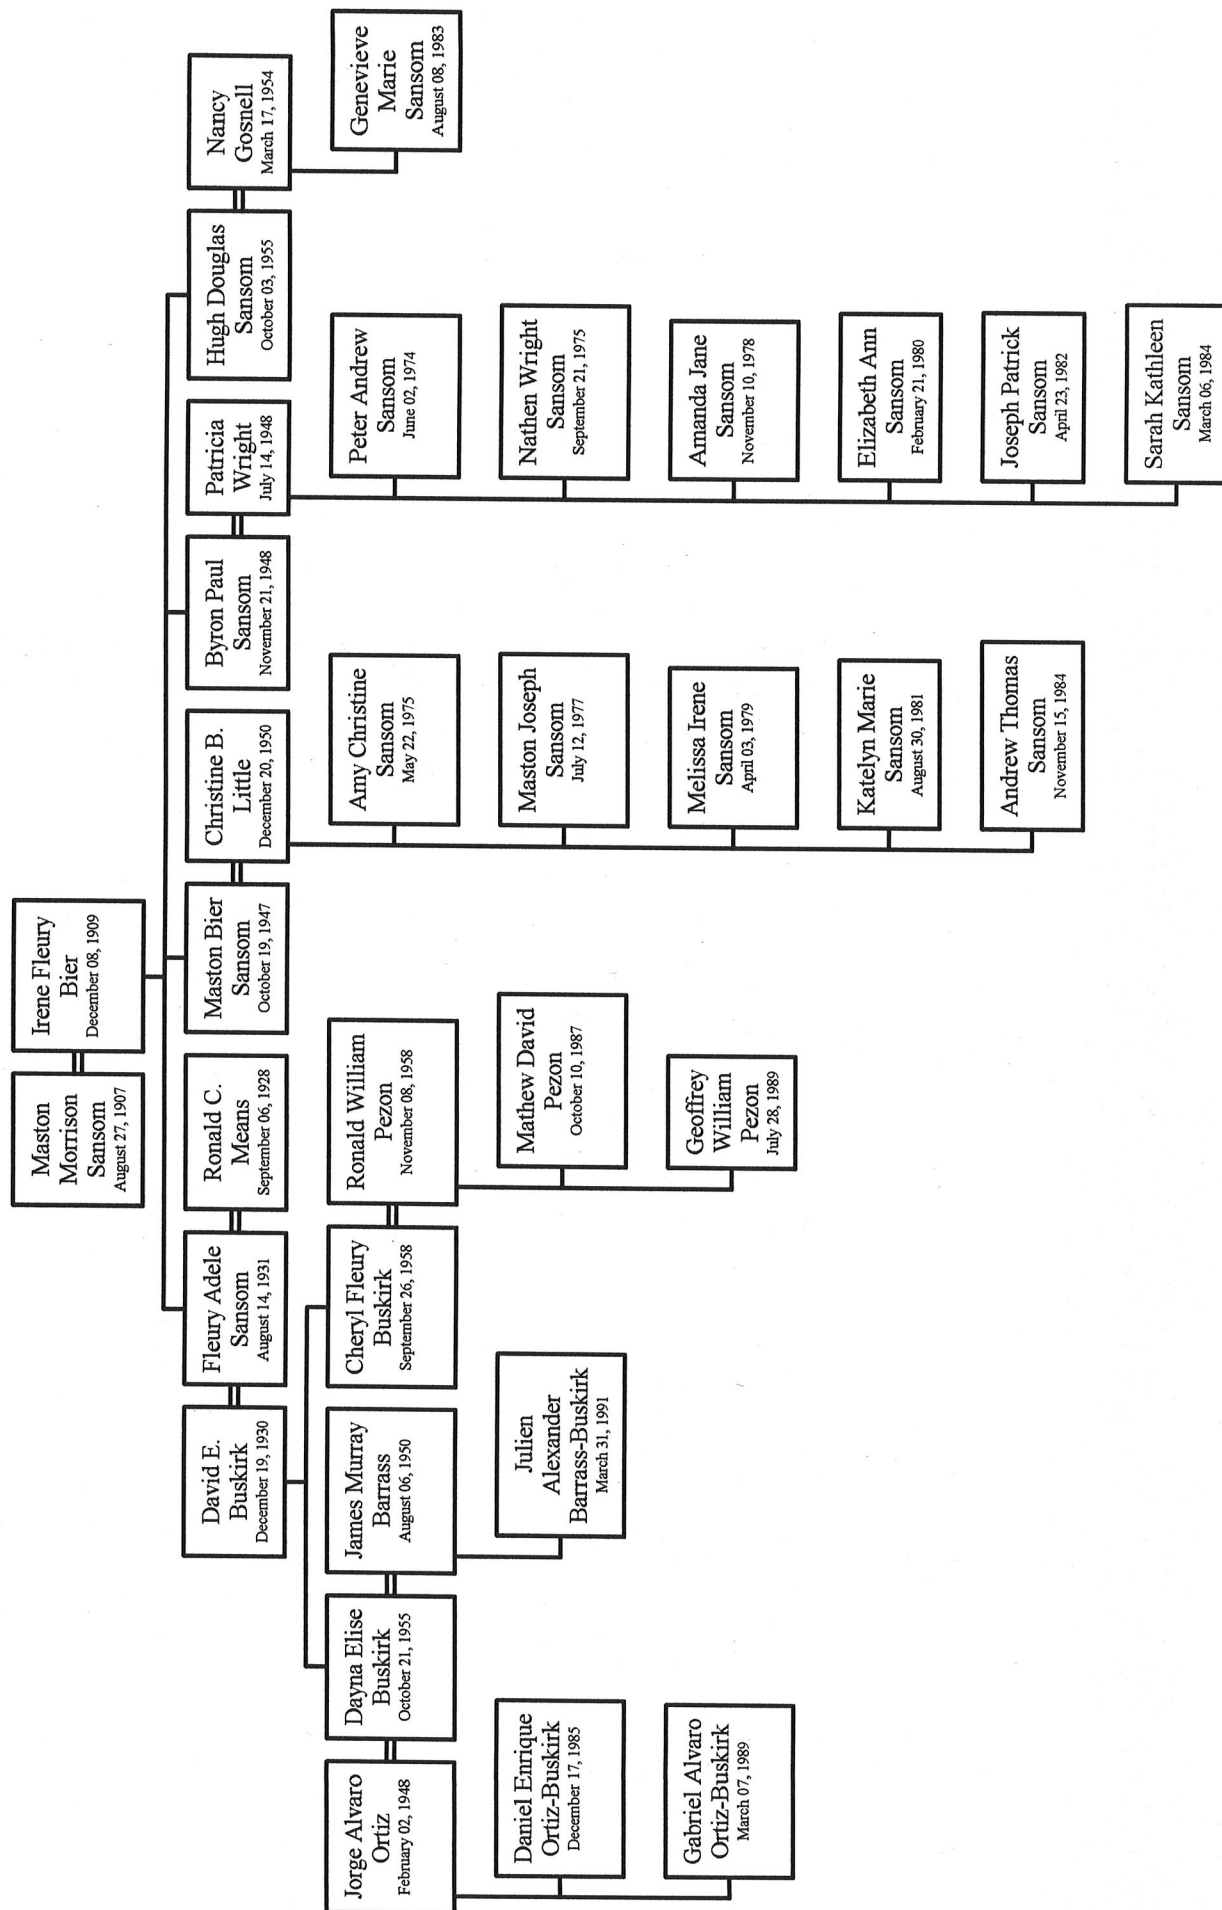 Maston
Morrison
Sansom
August 27, 1907
Irene Fleury
Bier
December 08, 1909
David E.
Buskirk
December 19, 1930
Fleury Adele
Sansom
August 14, 1931
Ronald C.
Means
September 06, 1928
Maston Bier
Sansom
October 19, 1947
Christine B.
Little
December 20, 1950
Byron Paul
Sansom
November 21, 1948
Patricia
Wright
July 14, 1948
Hugh Douglas
Sansom
October 03, 1955
Nancy
Gosnell
March 17, 1954
Jorge Alvaro
Ortiz
February 02, 1948
Dayna Elise
Buskirk
October 21, 1955
James Murray
Barrass
August 06, 1950
Cheryl Fleury
Buskirk
September 26, 1958
Ronald William
Pezon
November 08, 1958
Amy Christine
Sansom
May 22, 1975
Peter Andrew
Sansom
June 02, 1974
Genevieve
Marie
Sansom
August 08, 1983
Daniel Enrique
Ortiz-Buskirk
December 17, 1985
Julien
Alexander
Barrass-Buskirk
March 31, 1991
Mathew David
Pezon
October 10, 1987
Maston Joseph
Sansom
July 12, 1977
Nathen Wright
Sansom
September 21, 1975
Gabriel Alvaro
Ortiz-Buskirk
March 07, 1989
Geoffrey
William
Pezon
July 28, 1989
Melissa Irene
Sansom
April 03, 1979
Amanda Jane
Sansom
November 10, 1978
Katelyn Marie
Sansom
August 30, 1981
Elizabeth Ann
Sansom
February 21, 1980
Andrew Thomas
Sansom
November 15, 1984
Joseph Patrick
Sansom
April 23, 1982
Sarah Kathleen
Sansom
March 06, 1984